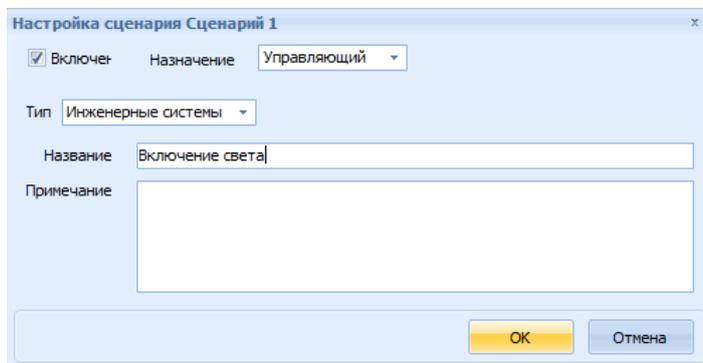 Настройка сценария Сценарий 1
x
Включен Назначение Управляющий
Тип Инженерные системы
Название Включение света
Примечание
OK Отмена